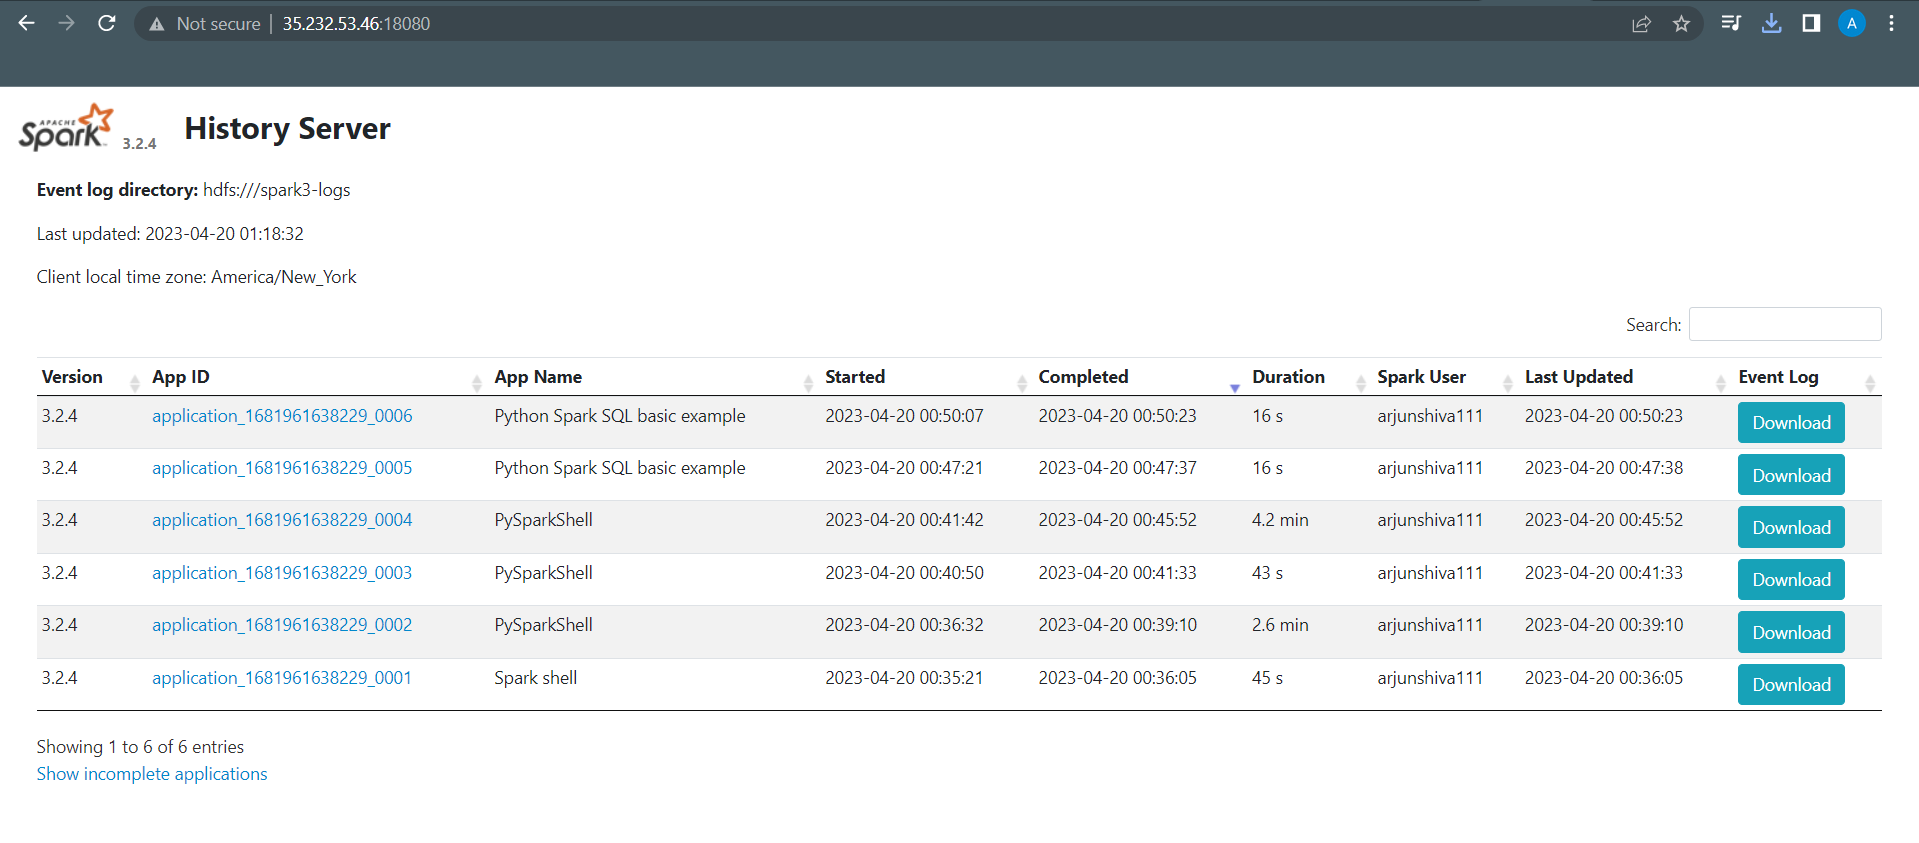 Not secure | 35.232.53.46:18080
A
APACHE
Spark™ 3.2.4 History Server
Event log directory: hdfs:///spark3-logs
Last updated: 2023-04-20 01:18:32
Client local time zone: America/New_York
Search:
Version App ID App Name Started Completed Duration Spark User Last Updated Event Log
3.2.4 application_1681961638229_0006 Python Spark SQL basic example 2023-04-20 00:50:07 2023-04-20 00:50:23 16 s arjunshiva111 2023-04-20 00:50:23 Download
3.2.4 application_1681961638229_0005 Python Spark SQL basic example 2023-04-20 00:47:21 2023-04-20 00:47:37 16 s arjunshiva111 2023-04-20 00:47:38 Download
3.2.4 application_1681961638229_0004 PySparkShell 2023-04-20 00:41:42 2023-04-20 00:45:52 4.2 min arjunshiva111 2023-04-20 00:45:52 Download
3.2.4 application_1681961638229_0003 PySparkShell 2023-04-20 00:40:50 2023-04-20 00:41:33 43 s arjunshiva111 2023-04-20 00:41:33 Download
3.2.4 application_1681961638229_0002 PySparkShell 2023-04-20 00:36:32 2023-04-20 00:39:10 2.6 min arjunshiva111 2023-04-20 00:39:10 Download
3.2.4 application_1681961638229_0001 Spark shell 2023-04-20 00:35:21 2023-04-20 00:36:05 45 s arjunshiva111 2023-04-20 00:36:05 Download
Showing 1 to 6 of 6 entries
Show incomplete applications